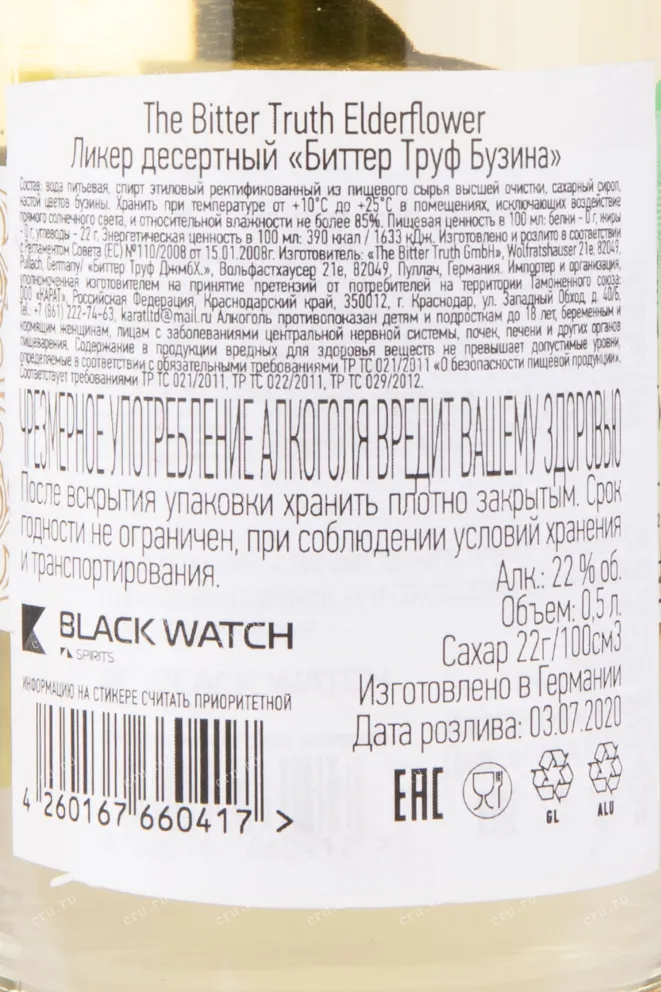 The Bitter Truth Elderflower
Ликер десертный «Биттер Труф Бузина»
Состав: вода питьевая, спирт этиловый ректификованный из пищевого сырья высшей очистки, сахарный сироп,
настой цветов бузины. Хранить при температуре от +10°С до +25°С в помещениях, исключающих воздействие
прямого солнечного света, и относительной влажности не более 85%. Пищевая ценность в 100 мл: белки - 0 г, жиры
- 0 г, углеводы - 22 г. Энергетическая ценность в 100 мл: 390 ккал / 1633 кДж. Изготовлено и розлито в соответствии
с Регламентом Совета (ЕС) №110/2008 от 15.01.2008г. Изготовитель: «The Bitter Truth GmbH», Wolfratshauser 21e, 82049,
Pullach, Germany/ «Биттер Труф ДжмбХ.», Вольфастхаузер 21е, 82049, Пуллач, Германия. Импортер и организация,
уполномоченная изготовителем на принятие претензий от потребителей на территории Таможенного союза:
ООО «КАРАТ», Российская Федерация, Краснодарский край, 350012, г. Краснодар, ул. Западный Обход, д. 40/6,
тел.: +7 (861) 222-74-63, karatltd@mail.ru Алкоголь противопоказан детям и подросткам до 18 лет, беременным и
кормящим женщинам, лицам с заболеваниями центральной нервной системы, почек, печени и других органов
пищеварения. Содержание в продукции вредных для здоровья веществ не превышает допустимые уровни,
определяемые в соответствии с обязательными требованиями ТР ТС 021/2011 «О безопасности пищевой продукции».
Соответствует требованиями ТР ТС 021/2011, ТР ТС 022/2011, ТР ТС 029/2012.
ЧРЕЗМЕРНОЕ УПОТРЕБЛЕНИЕ АЛКОГОЛЯ ВРЕДИТ ВАШЕМУ ЗДОРОВЬЮ
После вскрытия упаковки хранить плотно закрытым. Срок
годности не ограничен, при соблюдении условий хранения
и транспортирования.
Алк.: 22 % об.
Объем: 0,5 л.
Сахар 22г/100см3
Изготовлено в Германии
Дата розлива: 03.07.2020
BLACK WATCH
SPIRITS
ИНФОРМАЦИЮ НА СТИКЕРЕ СЧИТАТЬ ПРИОРИТЕТНОЙ
4 260167 660417 >
EAC
GL
ALU
cru.ru